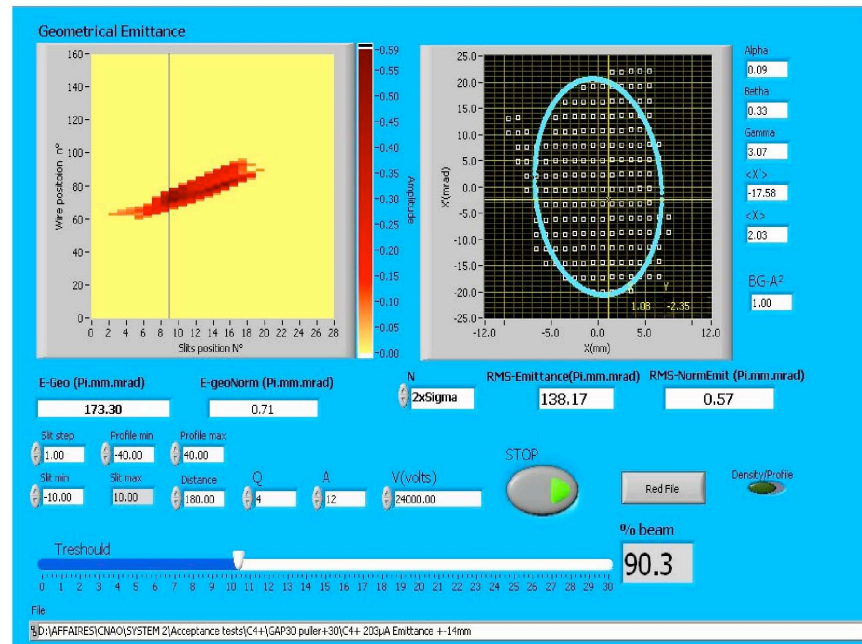 Geometrical Emittance
160-
140-
120-
100-
80-
60-
40-
20-
0-
Wire position n°
0 2 4 6 8 10 12 14 16 18 20 22 24 26 28
Slits position N°
-0.59
-0.55
-0.50
-0.45
-0.40
-0.35
-0.30
-0.25
-0.20
-0.15
-0.10
-0.05
-0.00
Amplitude
25.0-
20.0-
15.0-
10.0-
5.0-
0.0-
-5.0-
-10.0-
-15.0-
-20.0-
-25.0-
X'(mrad)
-12.0 -5.0 0.0 5.0 12.0
X(mm)
Y
1.08 -2.35
Alpha
0.09
Betha
0.33
Gamma
3.07
<X'>
-17.58
<X>
2.03
BG-A²
1.00
E-Geo (Pi.mm.mrad) E-geoNorm (Pi.mm.mrad) N RMS-Emittance(Pi.mm.mrad) RMS-NormEmit (Pi.mm.mrad)
173.30 0.71 2xSigma 138.17 0.57
Slit step Profile min Profile max
1.00 -40.00 40.00
Slit min Slit max Distance Q A V(volts)
-10.00 10.00 180.00 4 12 24000.00
STOP
Red File
Density/Profile
Treshould
0 1 2 3 4 5 6 7 8 9 10 11 12 13 14 15 16 17 18 19 20 21 22 23 24 25 26 27 28 29 30
% beam
90.3
File
D:\AFFAIRES\CNAO\SYSTEM 2\Acceptance tests\C4+\GAP30 puller+30\C4+ 203µA Emittance +-14mm